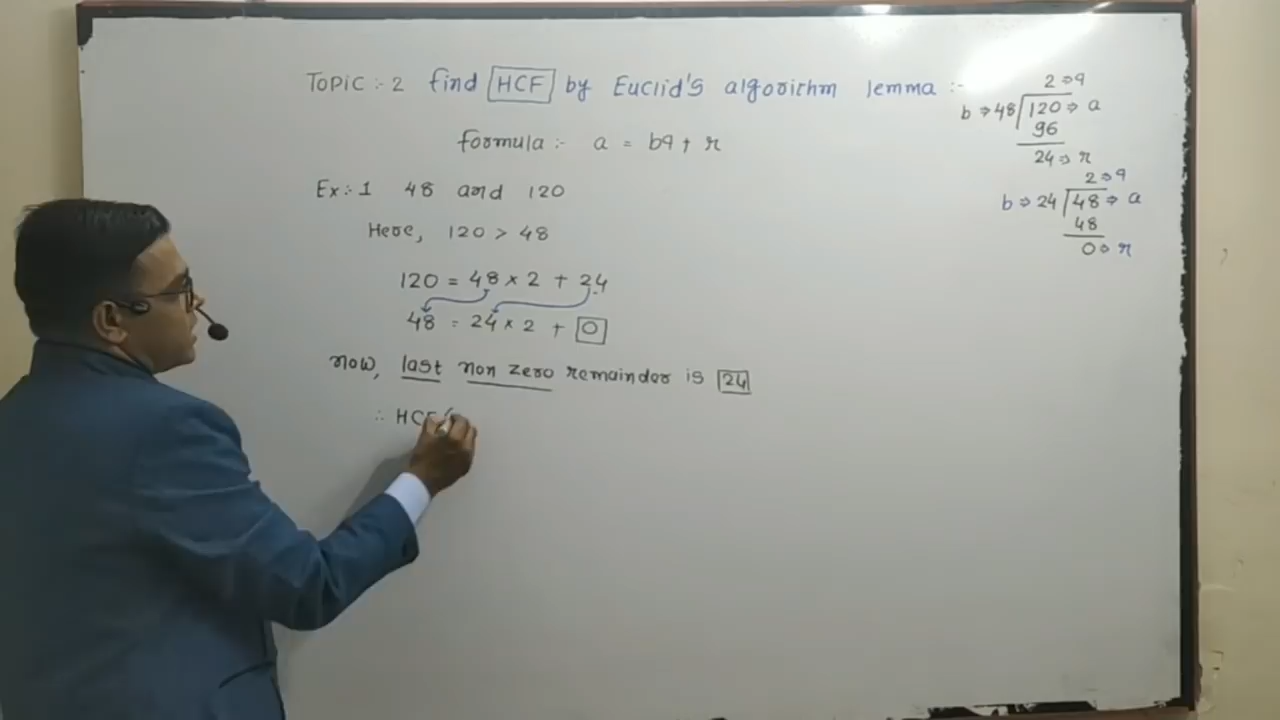 TOPIC :- 2 find HCF by Euclid's algorithm lemma :-
formula :- a = bq + r
Ex :- 1 48 and 120
Here, 120 > 48
120 = 48 × 2 + 24
48 = 24 × 2 + 0
Now, last non zero remainder is 24
∴ HCF(
2 ⇒ q
b ⇒ 48 120 ⇒ a
96
24 ⇒ r
2 ⇒ q
b ⇒ 24 48 ⇒ a
48
0 ⇒ r